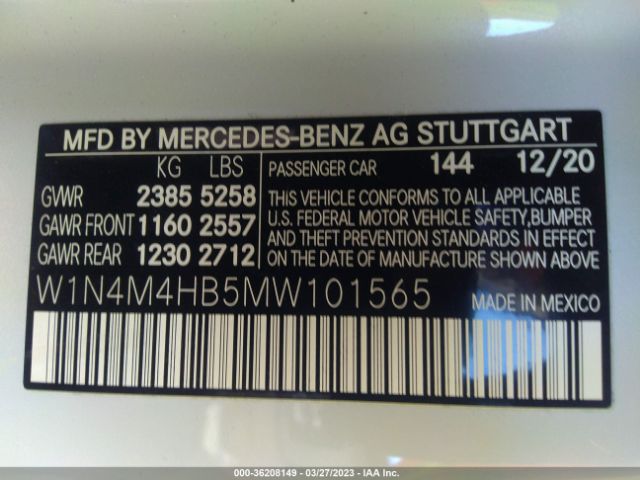 MFD BY MERCEDES-BENZ AG STUTTGART
KG LBS
GVWR 2385 5258
GAWR FRONT 1160 2557
GAWR REAR 1230 2712
PASSENGER CAR 144 12/20
THIS VEHICLE CONFORMS TO ALL APPLICABLE
U.S. FEDERAL MOTOR VEHICLE SAFETY,BUMPER
AND THEFT PREVENTION STANDARDS IN EFFECT
ON THE DATE OF MANUFACTURE SHOWN ABOVE.
W1N4M4HB5MW101565
MADE IN MEXICO
000-36208149 - 03/27/2023 - IAA Inc.